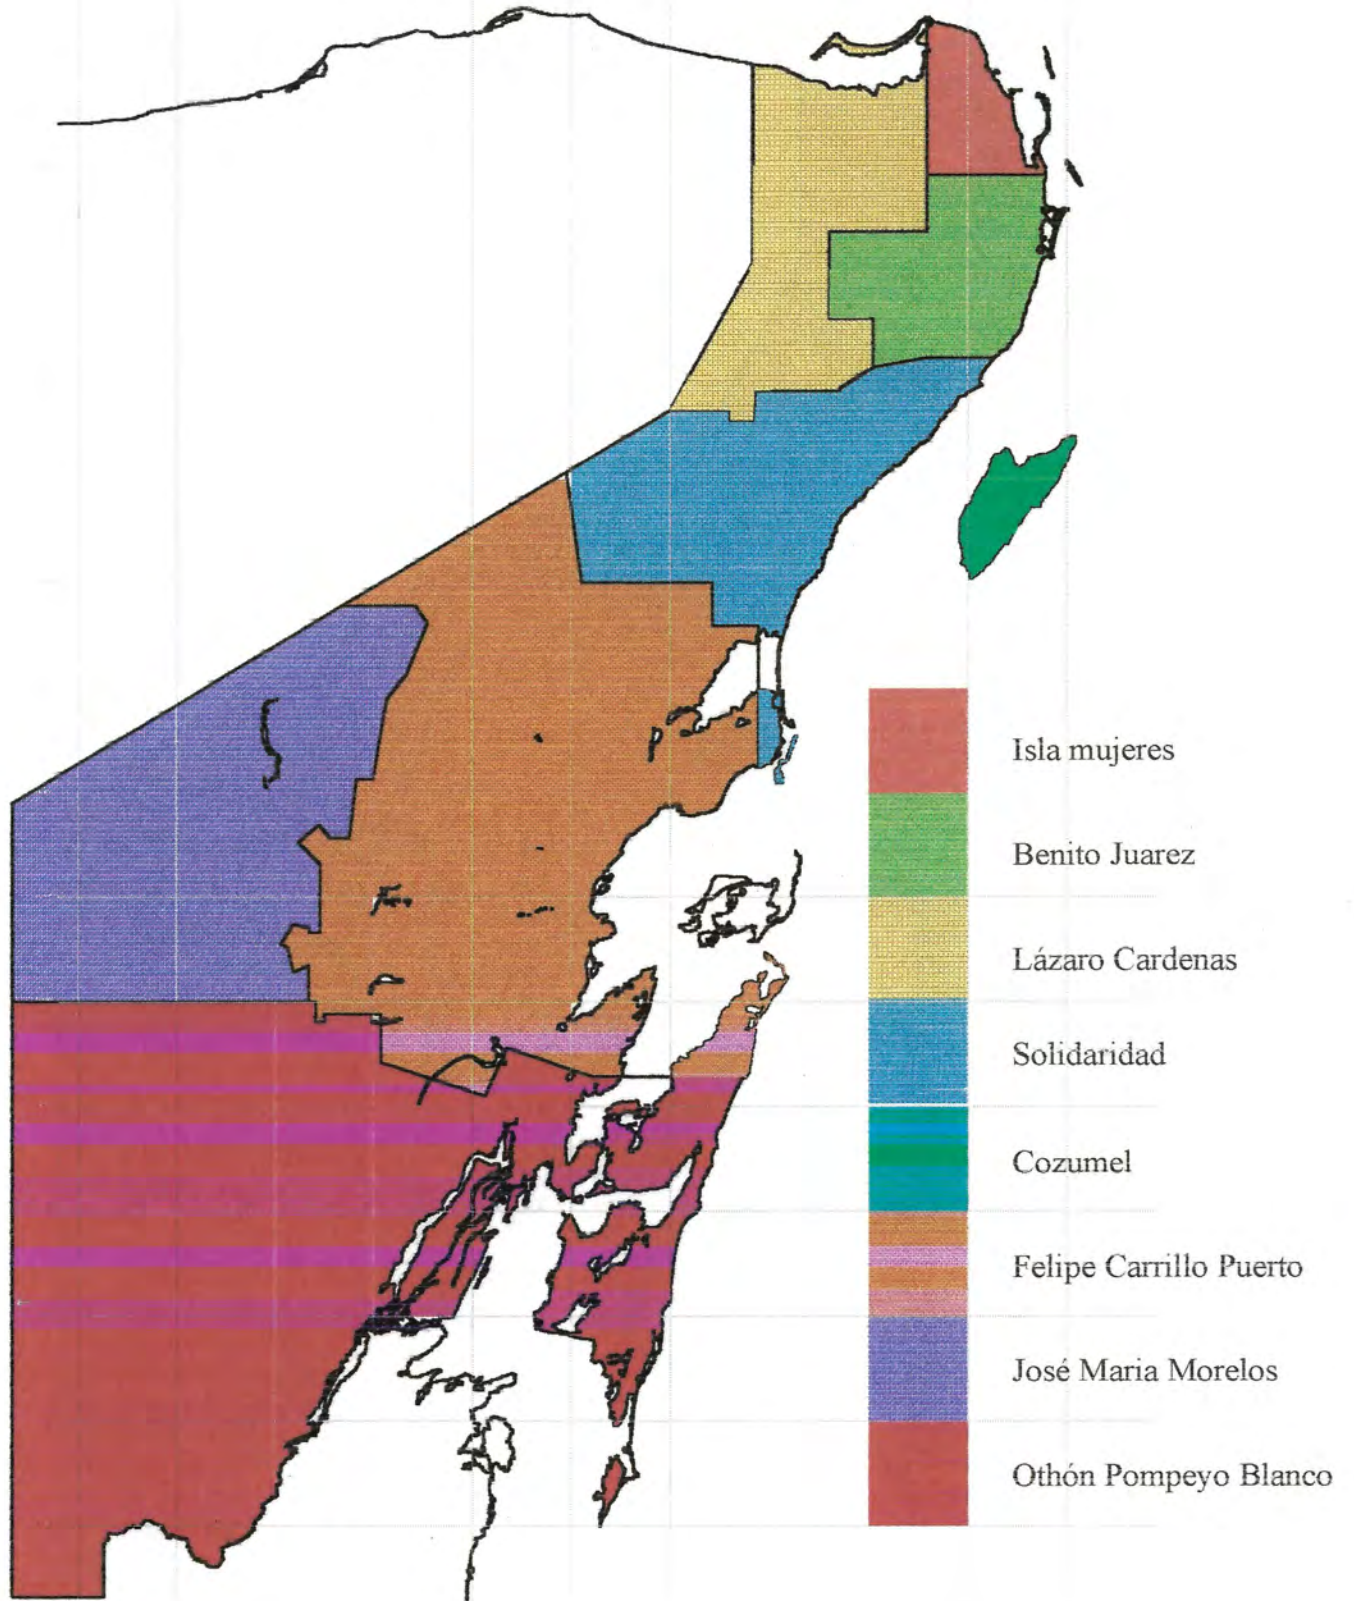 Isla mujeres
Benito Juarez
Lázaro Cardenas
Solidaridad
Cozumel
Felipe Carrillo Puerto
José Maria Morelos
Othón Pompeyo Blanco